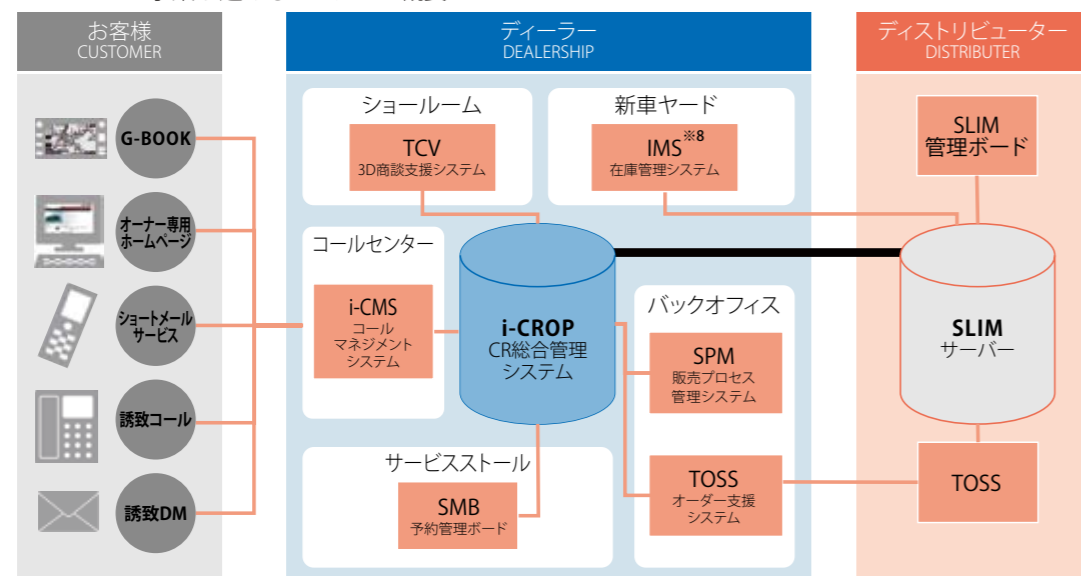 お客様
CUSTOMER
ディーラー
DEALERSHIP
ディストリビューター
DISTRIBUTER
G-BOOK
オーナー専用
ホームページ
ショートメール
サービス
誘致コール
誘致DM
ショールーム
TCV
3D商談支援システム
新車ヤード
IMS※8
在庫管理システム
コールセンター
i-CMS
コール
マネジメント
システム
i-CROP
CR総合管理
システム
バックオフィス
SPM
販売プロセス
管理システム
TOSS
オーダー支援
システム
サービスストール
SMB
予約管理ボード
SLIM
管理ボード
SLIM
サーバー
TOSS